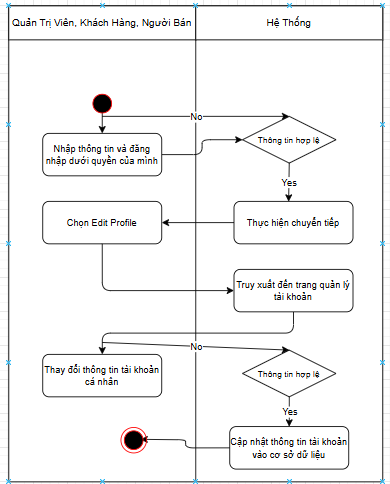 Quản Trị Viên, Khách Hàng, Người Bán
Hệ Thống
No
Nhập thông tin và đăng
nhập dưới quyền của mình
Thông tin hợp lệ
Yes
Chọn Edit Profile
Thực hiện chuyển tiếp
Truy xuất đến trang quản lý
tài khoản
No
Thay đổi thông tin tài khoản
cá nhân
Thông tin hợp lệ
Yes
Cập nhật thông tin tài khoản
vào cơ sở dữ liệu